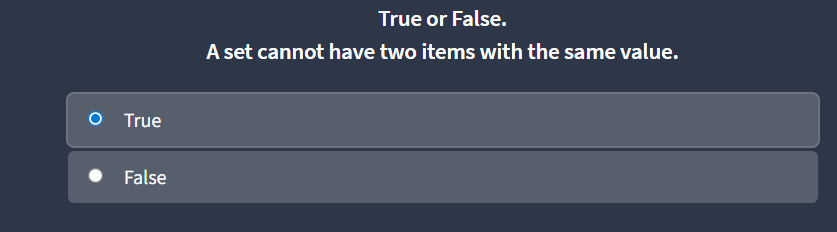 True or False.
A set cannot have two items with the same value.
True
False